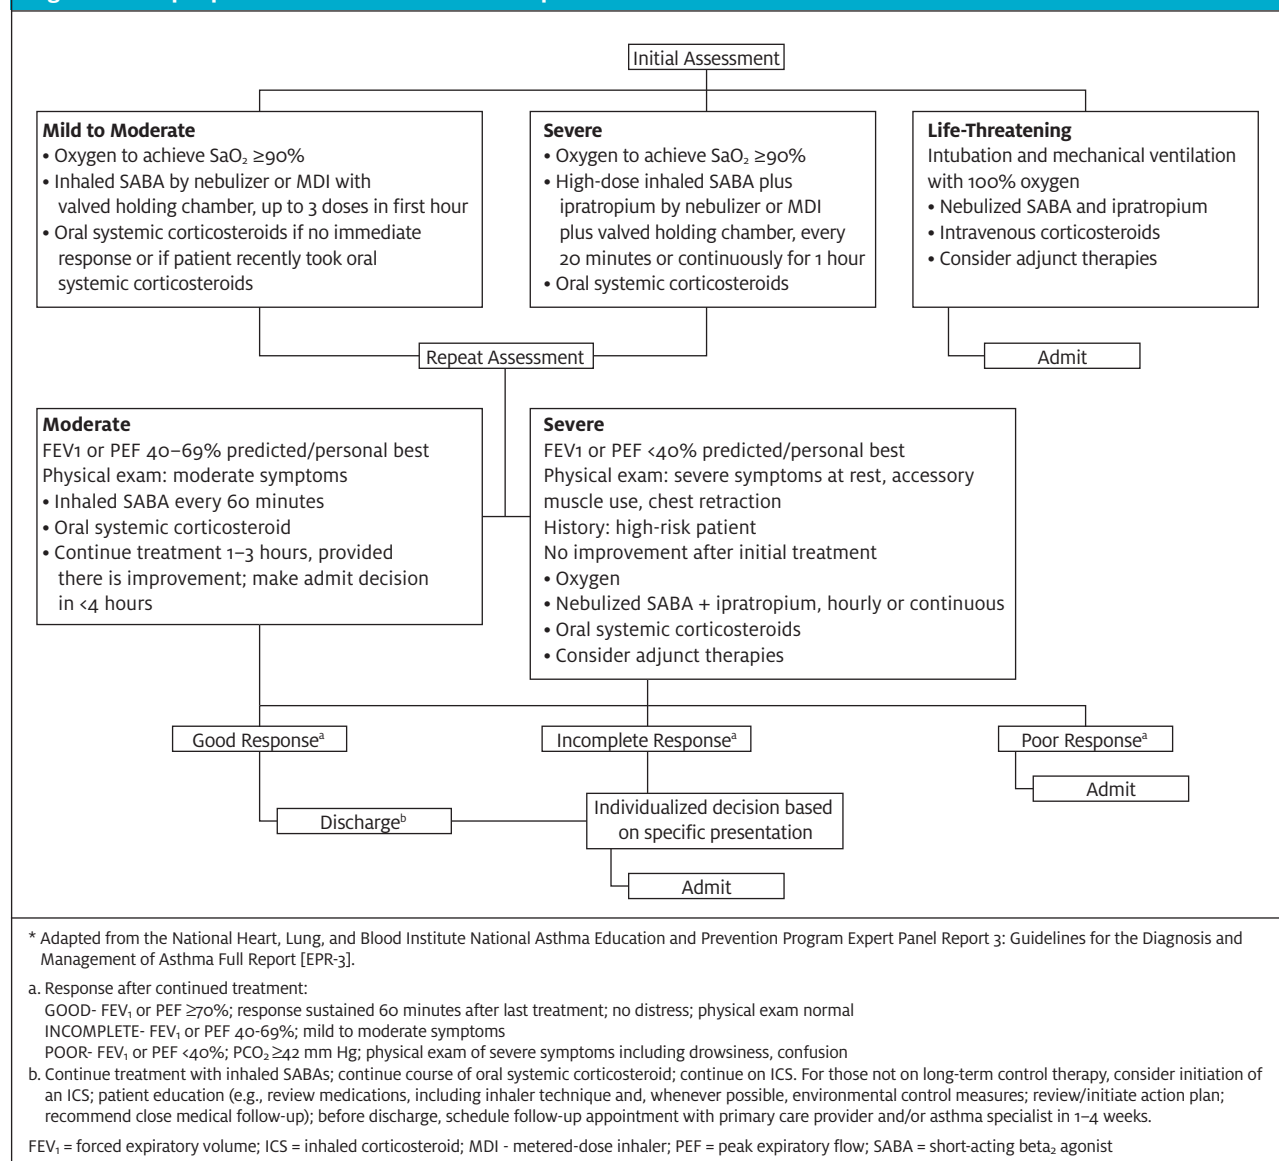 Initial Assessment
Mild to Moderate
• Oxygen to achieve SaO₂ ≥90%
• Inhaled SABA by nebulizer or MDI with
valved holding chamber, up to 3 doses in first hour
• Oral systemic corticosteroids if no immediate
response or if patient recently took oral
systemic corticosteroids
Severe
• Oxygen to achieve SaO₂ ≥90%
• High-dose inhaled SABA plus
ipratropium by nebulizer or MDI
plus valved holding chamber, every
20 minutes or continuously for 1 hour
• Oral systemic corticosteroids
Life-Threatening
Intubation and mechanical ventilation
with 100% oxygen
• Nebulized SABA and ipratropium
• Intravenous corticosteroids
• Consider adjunct therapies
Repeat Assessment
Admit
Moderate
FEV1 or PEF 40–69% predicted/personal best
Physical exam: moderate symptoms
• Inhaled SABA every 60 minutes
• Oral systemic corticosteroid
• Continue treatment 1–3 hours, provided
there is improvement; make admit decision
in <4 hours
Severe
FEV1 or PEF <40% predicted/personal best
Physical exam: severe symptoms at rest, accessory
muscle use, chest retraction
History: high-risk patient
No improvement after initial treatment
• Oxygen
• Nebulized SABA + ipratropium, hourly or continuous
• Oral systemic corticosteroids
• Consider adjunct therapies
Good Responseᵃ
Incomplete Responseᵃ
Poor Responseᵃ
Admit
Dischargeᵇ
Individualized decision based
on specific presentation
Admit
* Adapted from the National Heart, Lung, and Blood Institute National Asthma Education and Prevention Program Expert Panel Report 3: Guidelines for the Diagnosis and
Management of Asthma Full Report [EPR-3].
a. Response after continued treatment:
GOOD- FEV₁ or PEF ≥70%; response sustained 60 minutes after last treatment; no distress; physical exam normal
INCOMPLETE- FEV₁ or PEF 40-69%; mild to moderate symptoms
POOR- FEV₁ or PEF <40%; PCO₂ ≥42 mm Hg; physical exam of severe symptoms including drowsiness, confusion
b. Continue treatment with inhaled SABAs; continue course of oral systemic corticosteroid; continue on ICS. For those not on long-term control therapy, consider initiation of
an ICS; patient education (e.g., review medications, including inhaler technique and, whenever possible, environmental control measures; review/initiate action plan;
recommend close medical follow-up); before discharge, schedule follow-up appointment with primary care provider and/or asthma specialist in 1–4 weeks.
FEV₁ = forced expiratory volume; ICS = inhaled corticosteroid; MDI - metered-dose inhaler; PEF = peak expiratory flow; SABA = short-acting beta₂ agonist